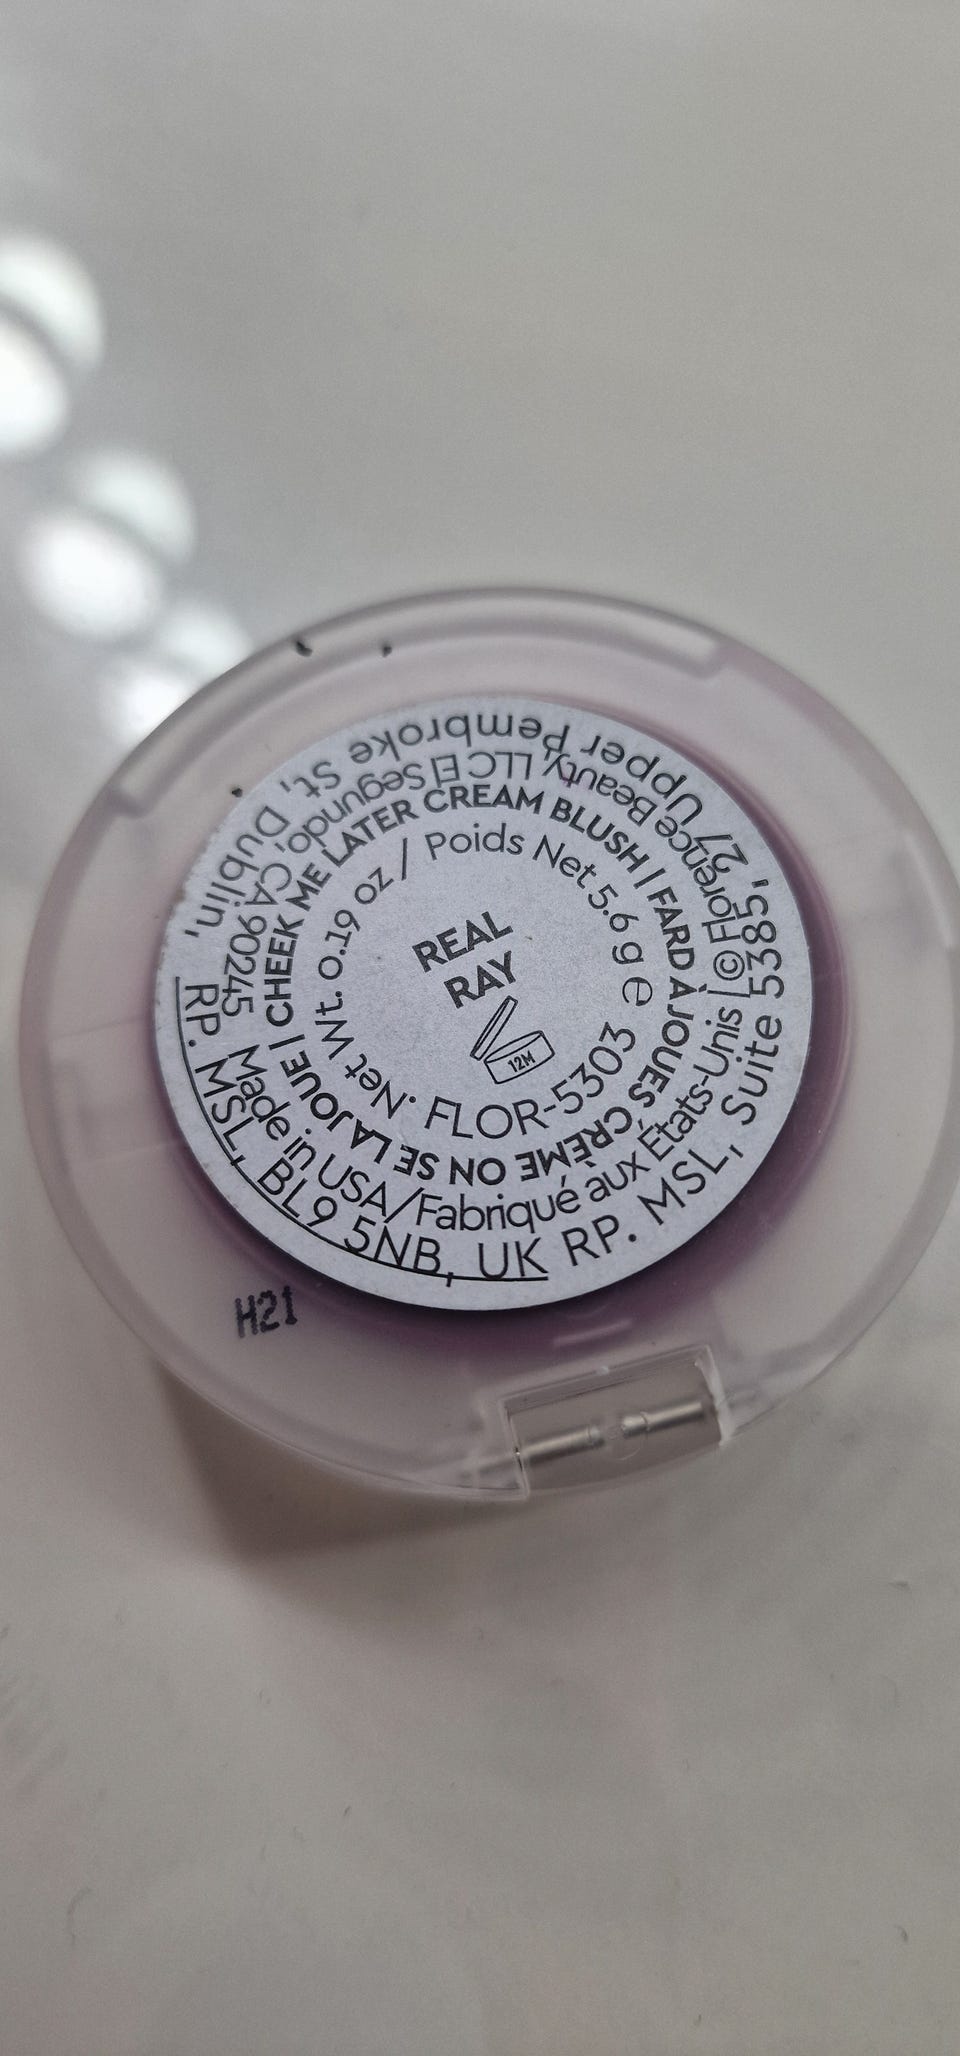 REAL
RAY
12M
Net Wt. 0.19 oz / Poids Net 5.6 g e
FLOR-5303
CHEEK ME LATER CREAM BLUSH | FARD À JOUES CRÈME ON SE LA JOUE |
© Florence Beauty, LLC El Segundo, CA 90245
Made in USA/Fabriqué aux États-Unis |
RP. MSL, BL9 5NB, UK RP. MSL, Suite 5385,
27 Upper Pembroke St, Dublin,
H21